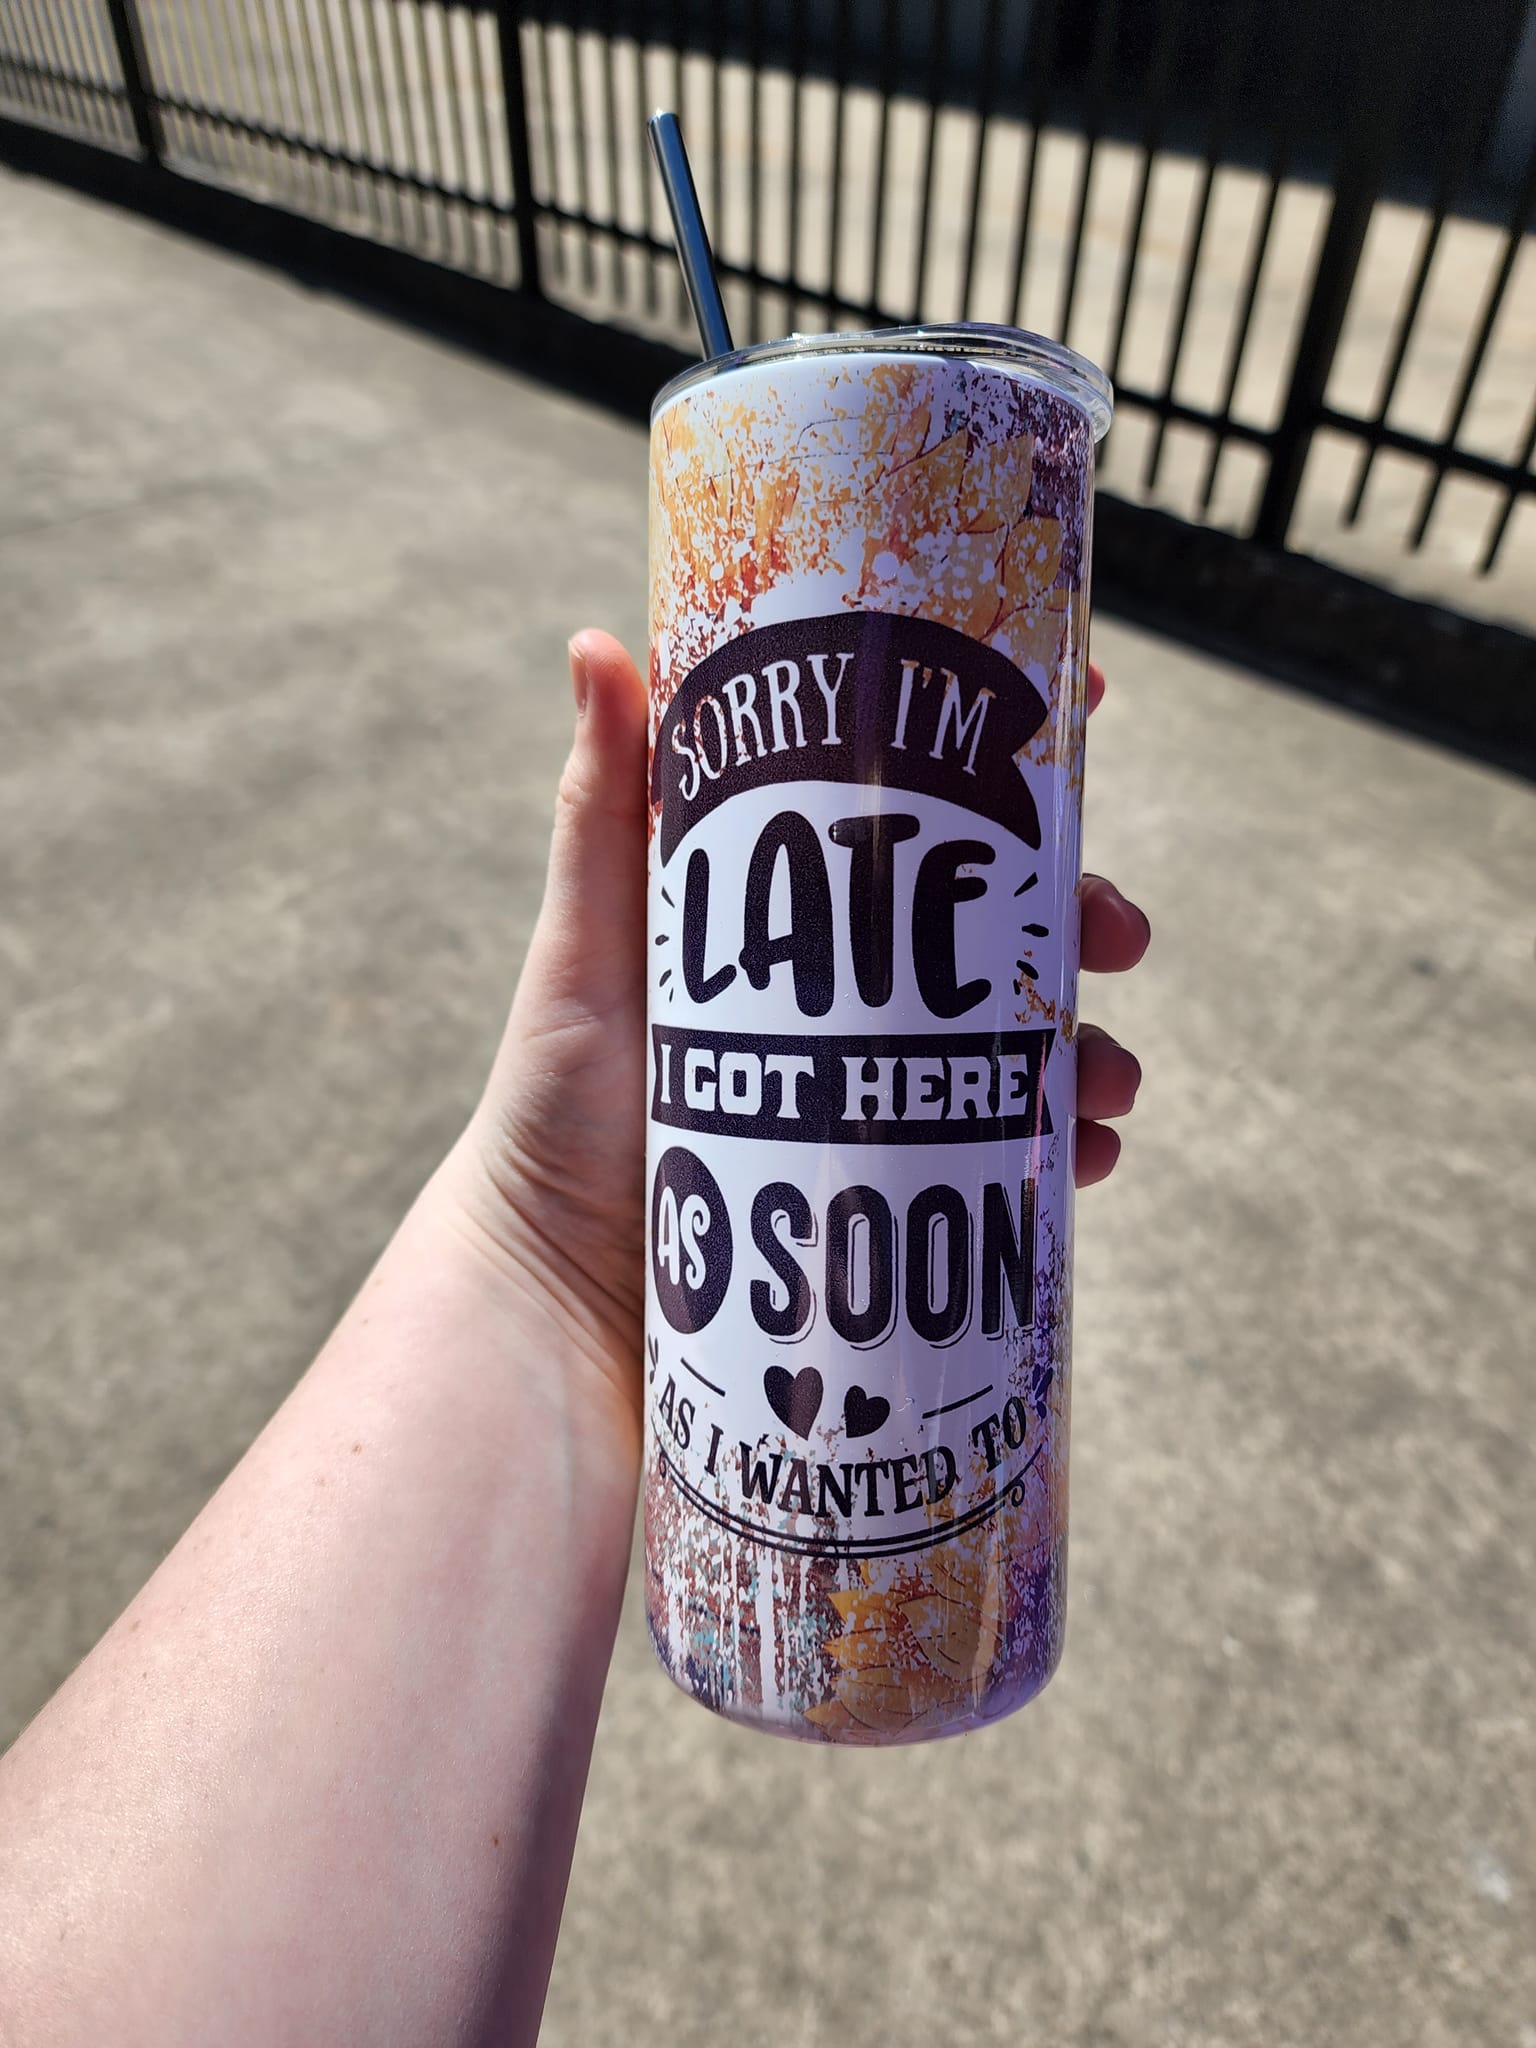 SORRY I'M
LATE
I GOT HERE
AS SOON
AS I WANTED TO